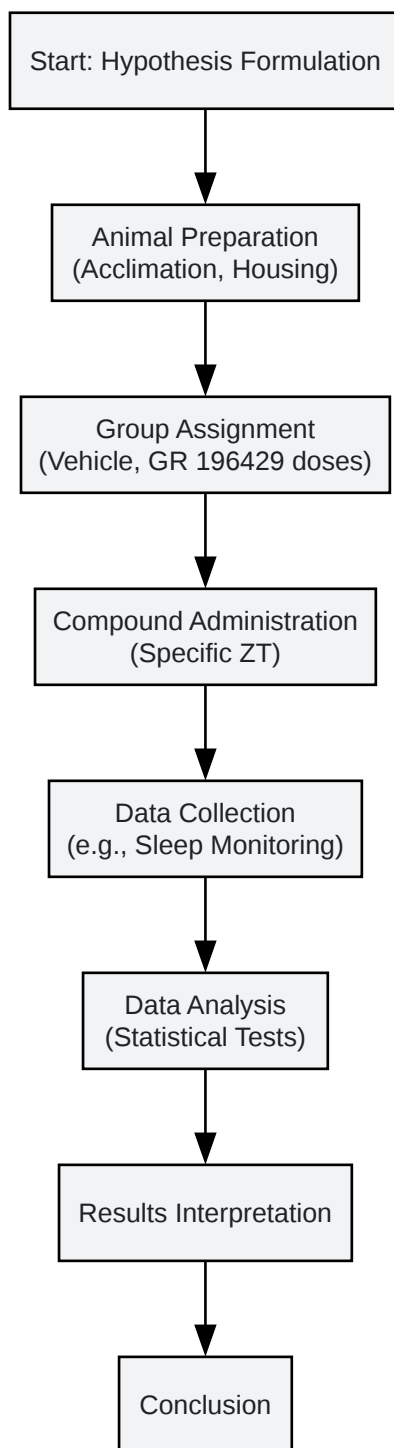 Start: Hypothesis Formulation
Animal Preparation
(Acclimation, Housing)
Group Assignment
(Vehicle, GR 196429 doses)
Compound Administration
(Specific ZT)
Data Collection
(e.g., Sleep Monitoring)
Data Analysis
(Statistical Tests)
Results Interpretation
Conclusion